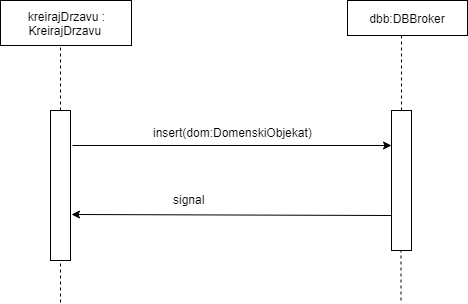 kreirajDrzavu :
KreirajDrzavu
dbb:DBBroker
insert(dom:DomenskiObjekat)
signal